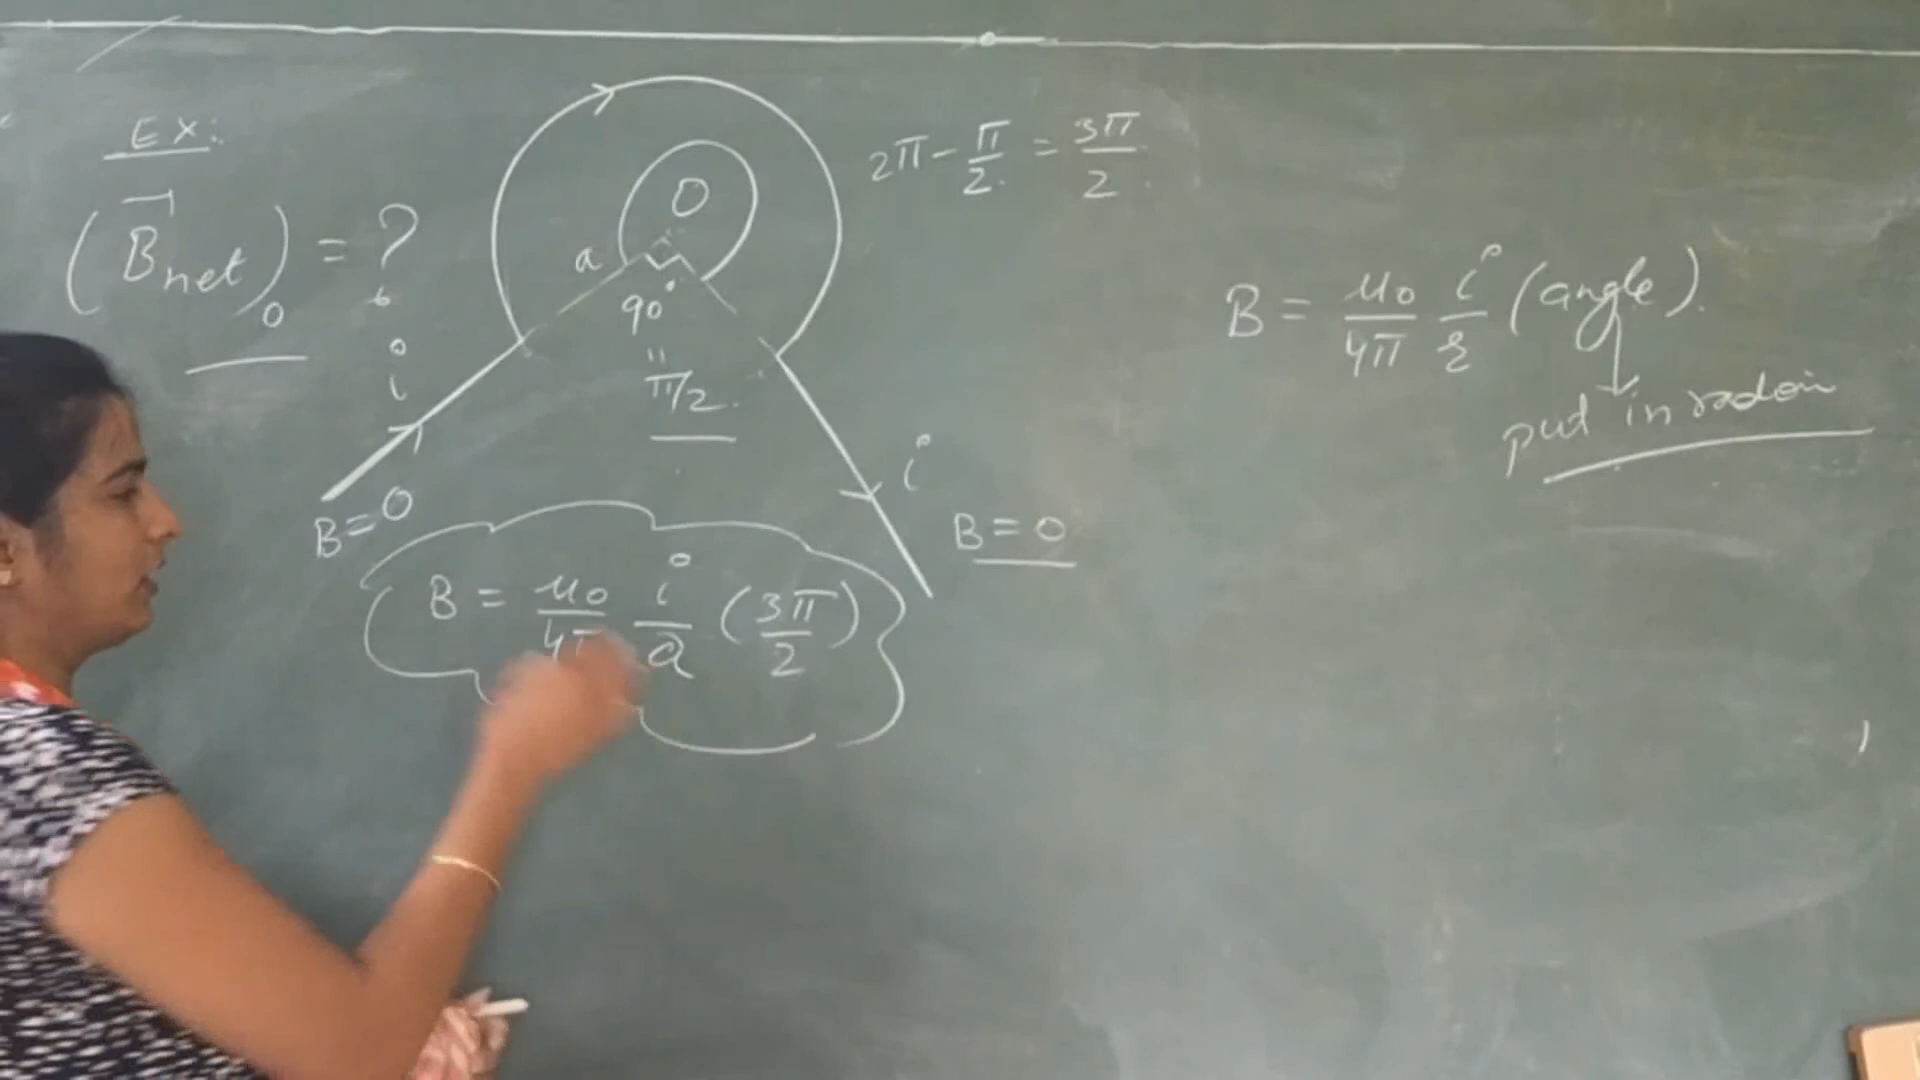 EX:
(B⃗net)₀ = ?
O
a
90°
"
π/2.
2π - π/2. = 3π/2.
i
B=0
i
B=0
B = μ₀/4π i/a (3π/2)
B = μ₀/4π i/r (angle).
put in radain